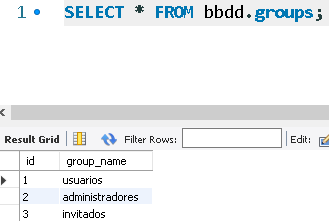 1 SELECT * FROM bbdd.groups;
Result Grid Filter Rows: Edit:
id group_name
1 usuarios
2 administradores
3 invitados